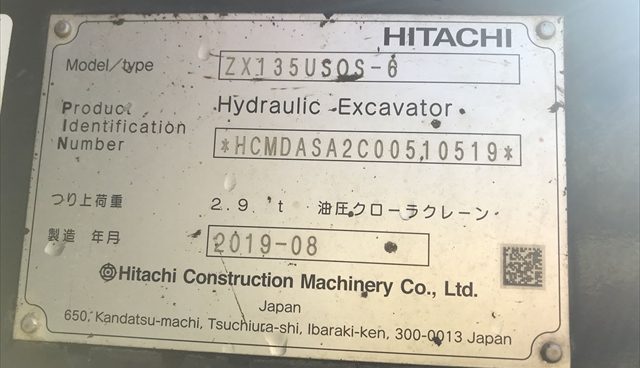 HITACHI
Model/type ZX135USOS-6
Product Identification Number
Hydraulic Excavator
*HCMDASA2C00510519*
つり上荷重 2.9 t 油圧クローラクレーン
製造 年月 2019-08
Hitachi Construction Machinery Co., Ltd.
Japan
650, Kandatsu-machi, Tsuchiura-shi, Ibaraki-ken, 300-0013 Japan